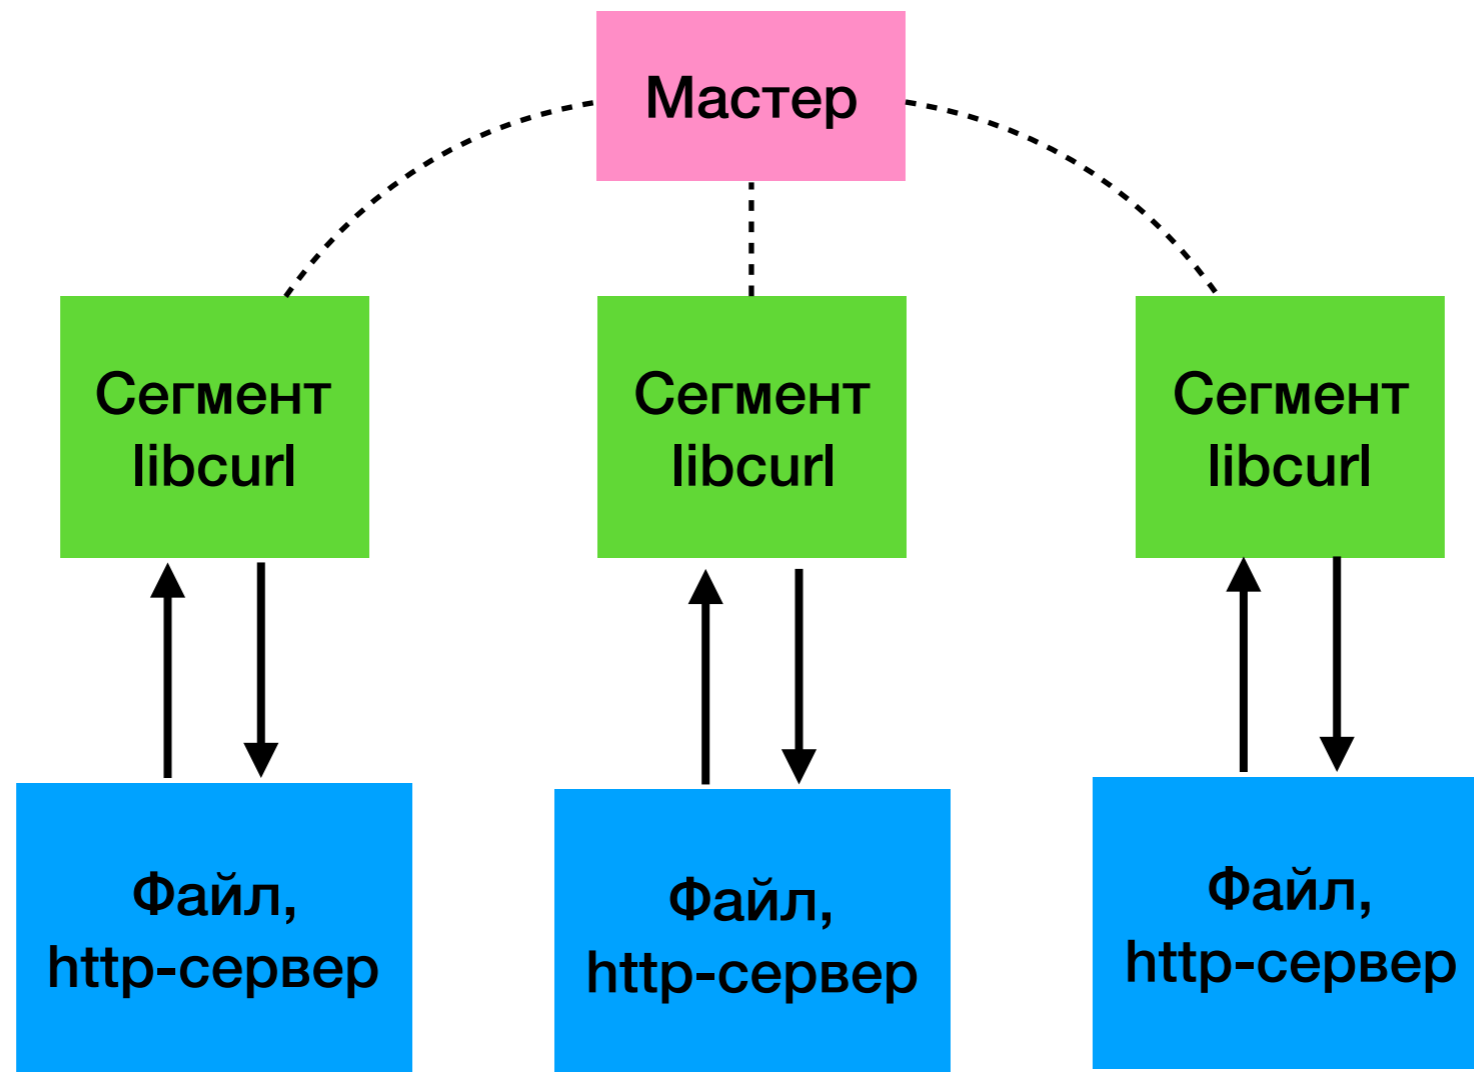 Мастер
Сегмент
libcurl
Сегмент
libcurl
Сегмент
libcurl
Файл,
http-сервер
Файл,
http-сервер
Файл,
http-сервер